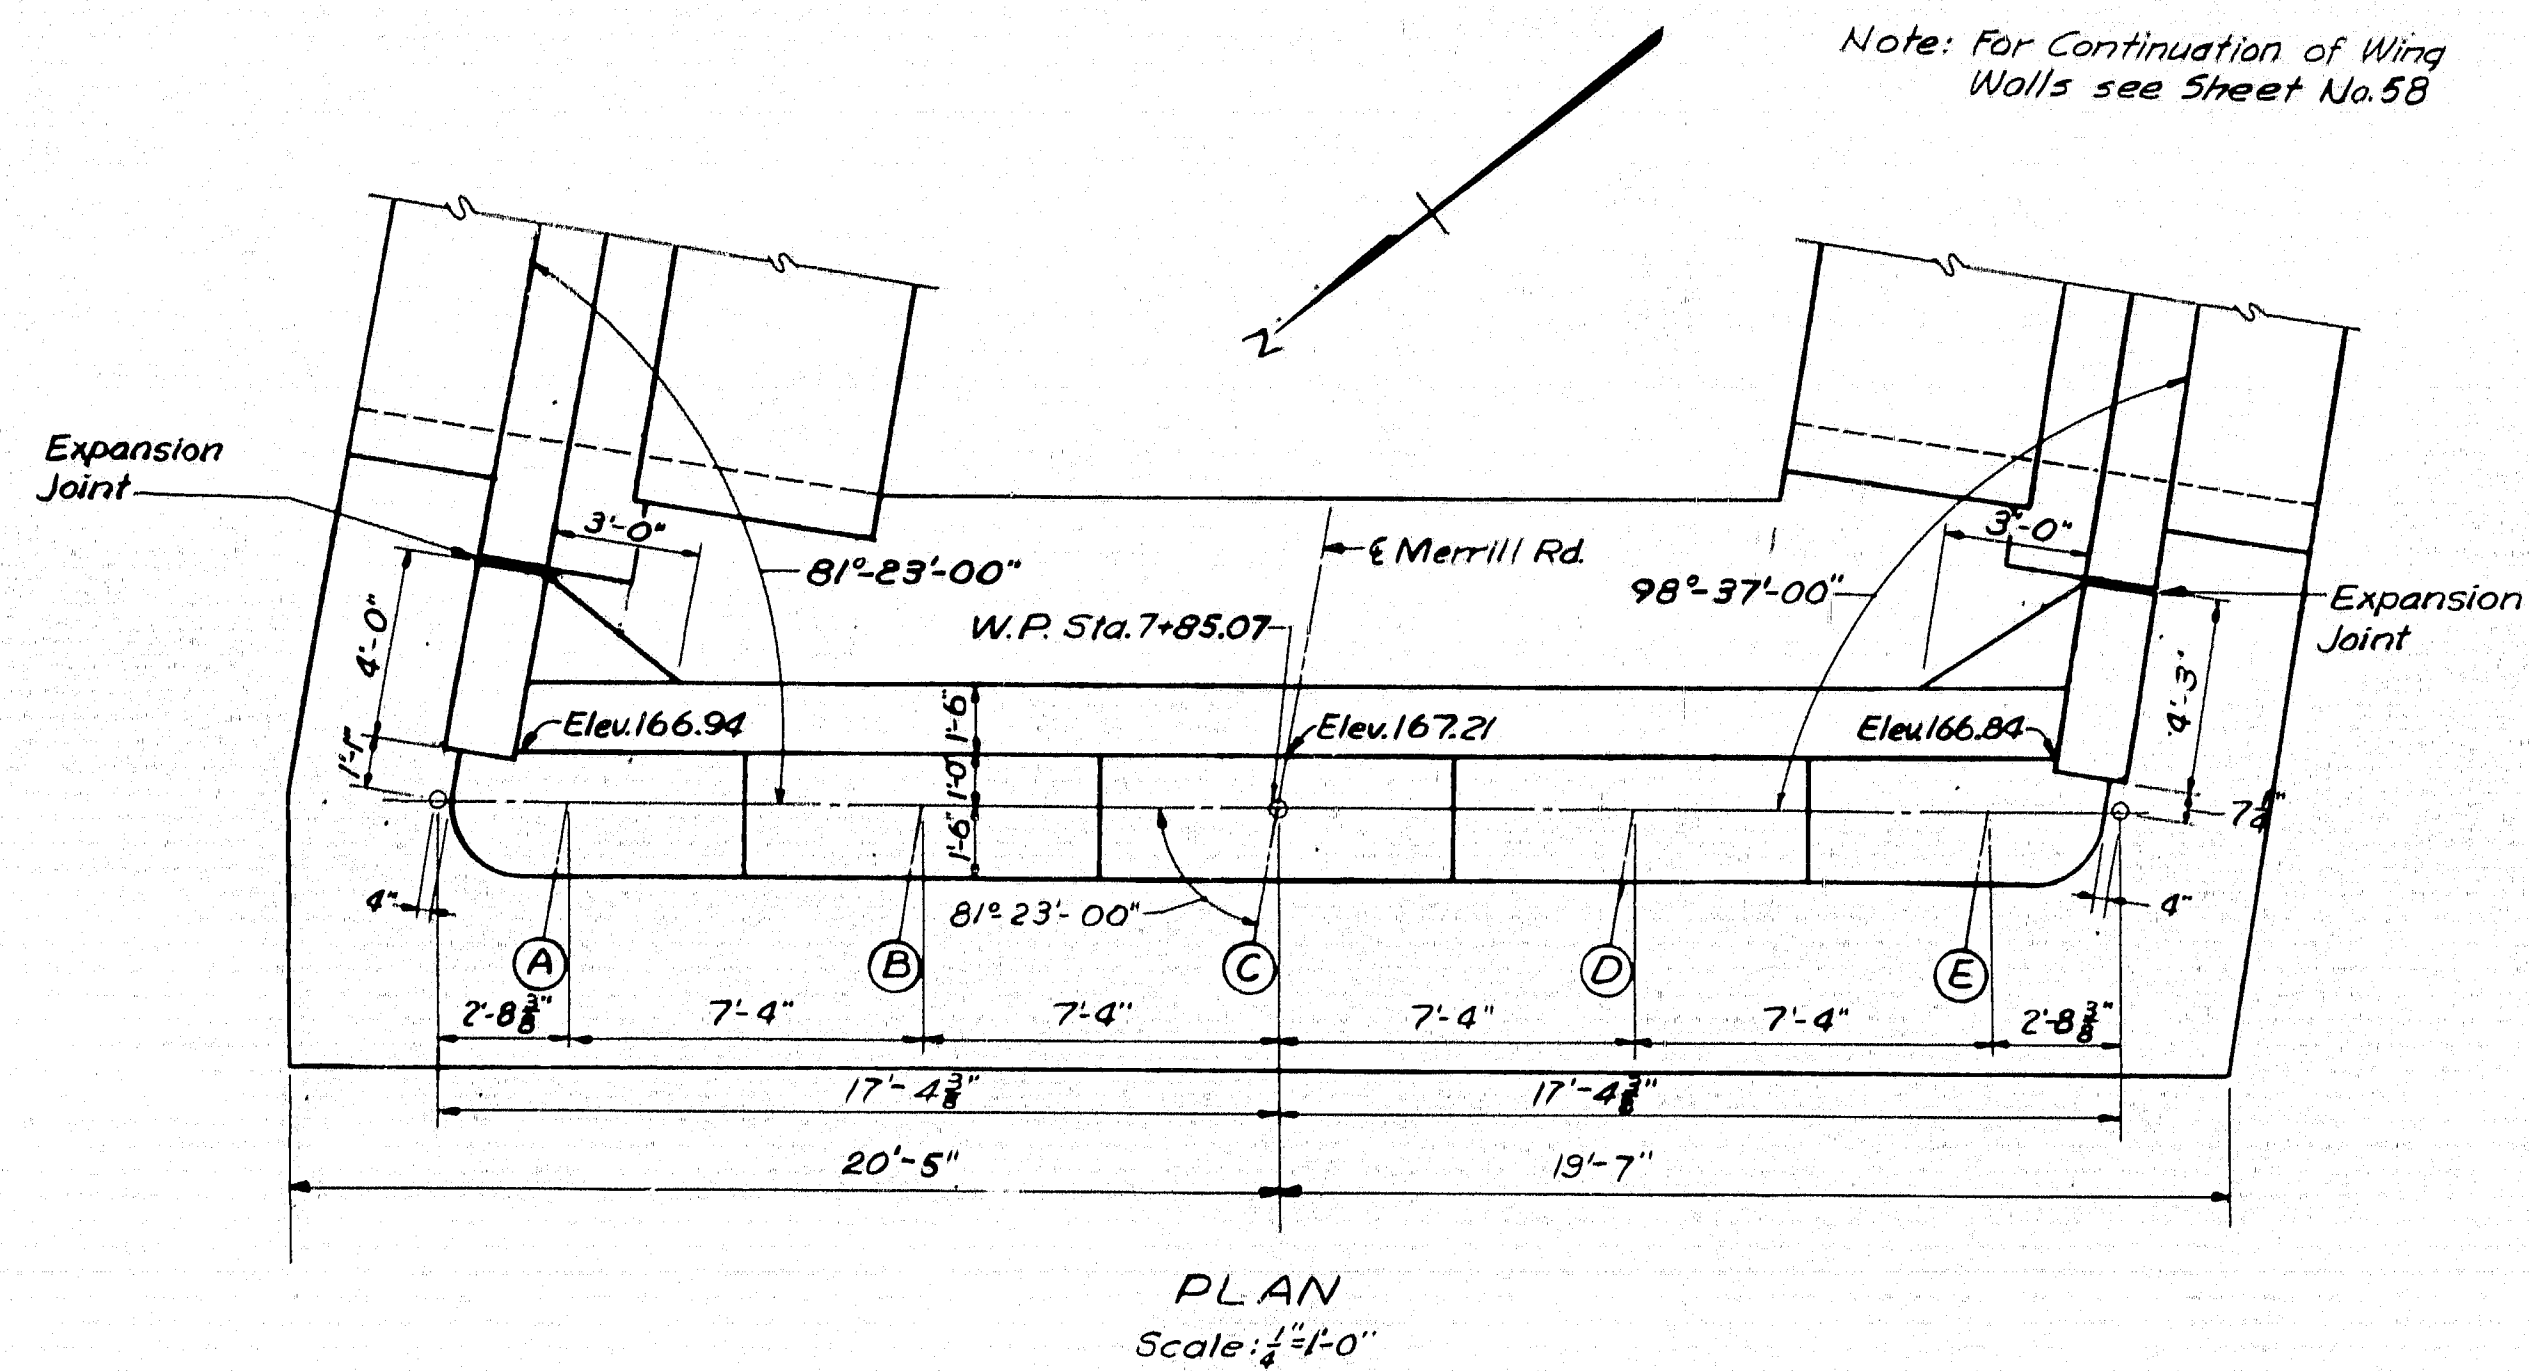 Note: For Continuation of Wing
Walls see Sheet No.58
N
Expansion
Joint
3'-0"
3'-0"
81°-23'-00"
℄ Merrill Rd.
98°-37'-00"
Expansion
Joint
W.P. Sta.7+85.07
4'-0"
4'-3"
1'-6"
Elev.166.94
Elev.167.21
Elev.166.84
1'-1"
1'-0"
1'-6"
7¼"
4"
81°-23'-00"
4"
A
B
C
D
E
2'-8⅜"
7'-4"
7'-4"
7'-4"
7'-4"
2'-8⅜"
17'-4⅜"
17'-4⅜"
20'-5"
19'-7"
PLAN
Scale: ¼"=1'-0"